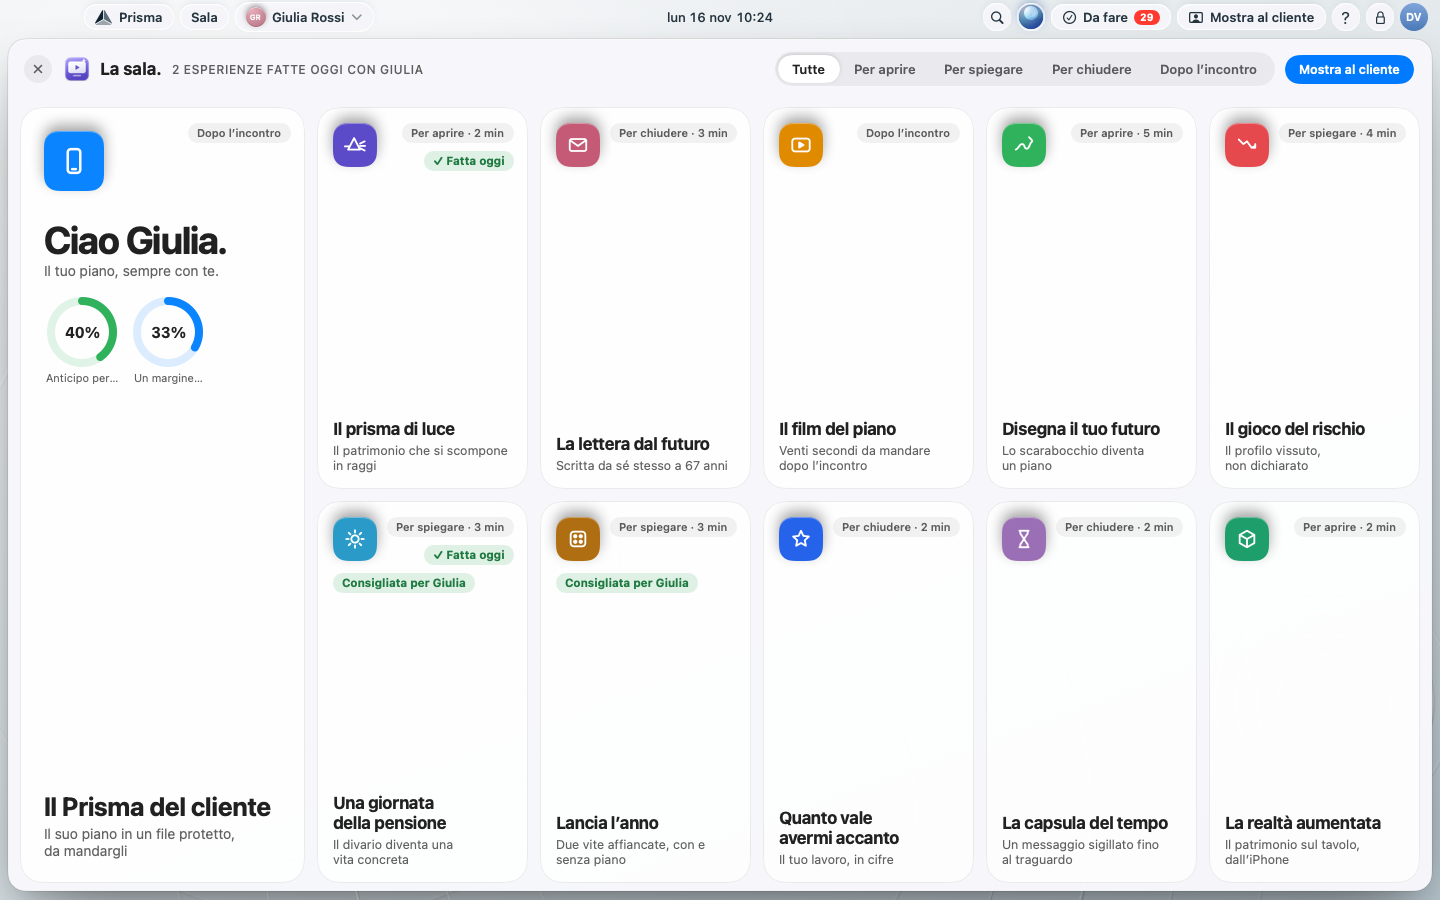 Prisma
Sala
GR
Giulia Rossi
lun 16 nov 10:24
Da fare 29
Mostra al cliente
?
DV
La sala.
2 ESPERIENZE FATTE OGGI CON GIULIA
Tutte
Per aprire
Per spiegare
Per chiudere
Dopo l’incontro
Mostra al cliente
Dopo l’incontro
Ciao Giulia.
Il tuo piano, sempre con te.
40%
33%
Anticipo per…
Un margine…
Il Prisma del cliente
Il suo piano in un file protetto,
da mandargli
Per aprire · 2 min
✓ Fatta oggi
Il prisma di luce
Il patrimonio che si scompone
in raggi
Per chiudere · 3 min
La lettera dal futuro
Scritta da sé stesso a 67 anni
Dopo l’incontro
Il film del piano
Venti secondi da mandare
dopo l’incontro
Per aprire · 5 min
Disegna il tuo futuro
Lo scarabocchio diventa
un piano
Per spiegare · 4 min
Il gioco del rischio
Il profilo vissuto,
non dichiarato
Per spiegare · 3 min
✓ Fatta oggi
Consigliata per Giulia
Una giornata
della pensione
Il divario diventa una
vita concreta
Per spiegare · 3 min
Consigliata per Giulia
Lancia l’anno
Due vite affiancate, con e
senza piano
Per chiudere · 2 min
Quanto vale
avermi accanto
Il tuo lavoro, in cifre
Per chiudere · 2 min
La capsula del tempo
Un messaggio sigillato fino
al traguardo
Per aprire · 2 min
La realtà aumentata
Il patrimonio sul tavolo,
dall’iPhone